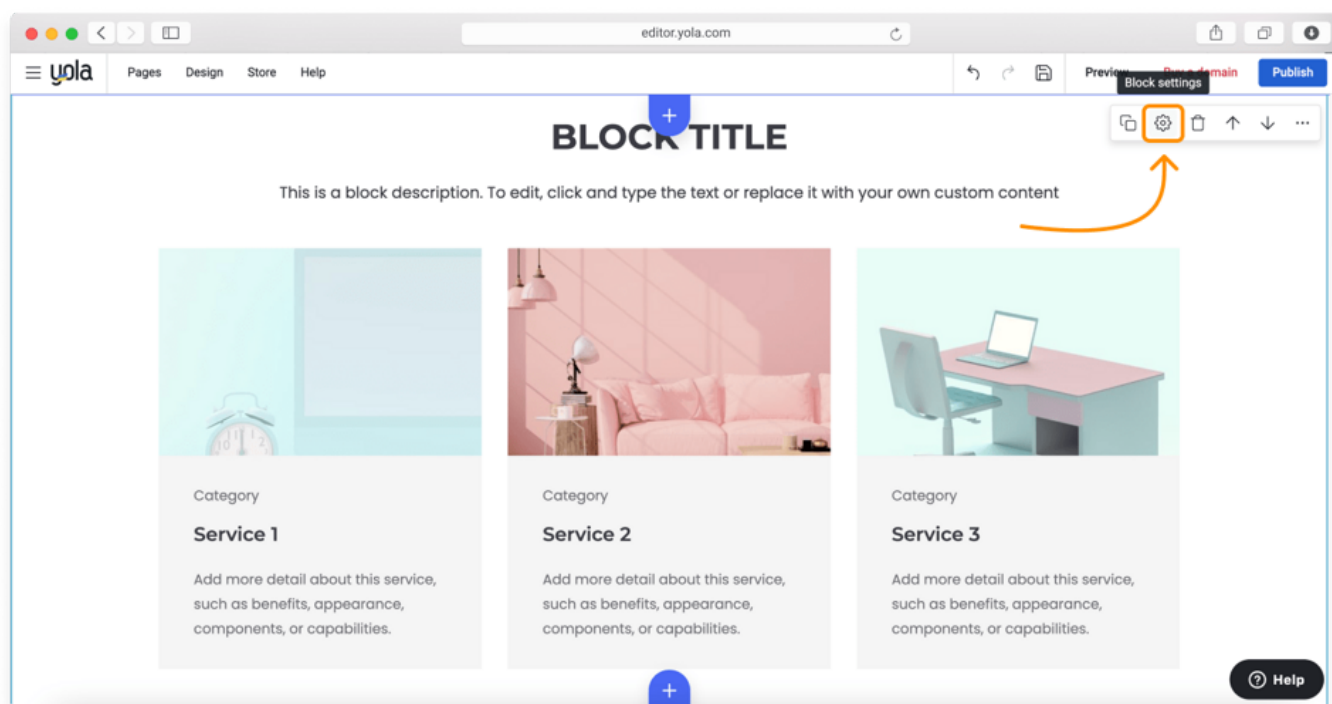 editor.yola.com
yola Pages Design Store Help Preview Buy a domain Publish
Block settings
BLOCK TITLE
This is a block description. To edit, click and type the text or replace it with your own custom content
Category
Service 1
Add more detail about this service,
such as benefits, appearance,
components, or capabilities.
Category
Service 2
Add more detail about this service,
such as benefits, appearance,
components, or capabilities.
Category
Service 3
Add more detail about this service,
such as benefits, appearance,
components, or capabilities.
Help